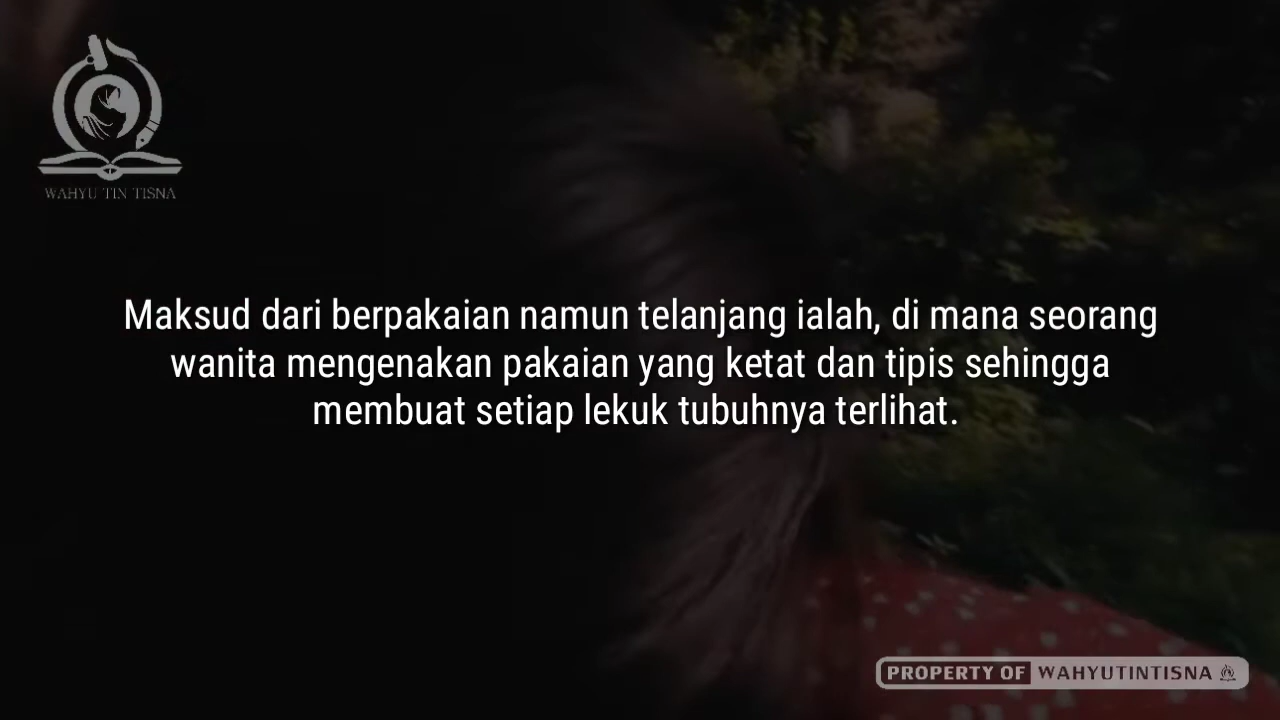 WAHYU TIN TISNA
Maksud dari berpakaian namun telanjang ialah, di mana seorang
wanita mengenakan pakaian yang ketat dan tipis sehingga
membuat setiap lekuk tubuhnya terlihat.
PROPERTY OF WAHYUTINTISNA